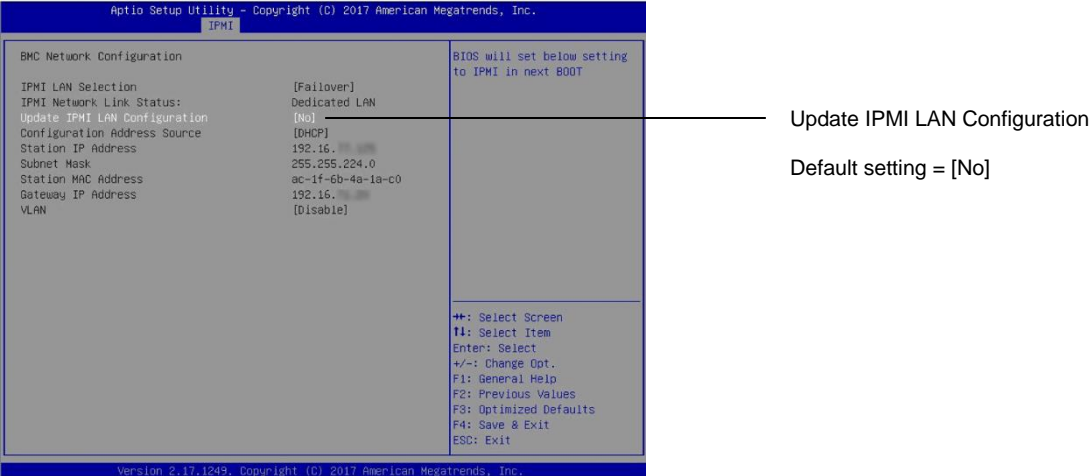 Aptio Setup Utility - Copyright (C) 2017 American Megatrends, Inc.
IPMI
BMC Network Configuration
IPMI LAN Selection [Failover]
IPMI Network Link Status: Dedicated LAN
Update IPMI LAN Configuration [No]
Configuration Address Source [DHCP]
Station IP Address 192.16.
Subnet Mask 255.255.224.0
Station MAC Address ac-1f-6b-4a-1a-c0
Gateway IP Address 192.16.
VLAN [Disable]
BIOS will set below setting
to IPMI in next BOOT
→←: Select Screen
↑↓: Select Item
Enter: Select
+/-: Change Opt.
F1: General Help
F2: Previous Values
F3: Optimized Defaults
F4: Save & Exit
ESC: Exit
Version 2.17.1249. Copyright (C) 2017 American Megatrends, Inc.
Update IPMI LAN Configuration
Default setting = [No]